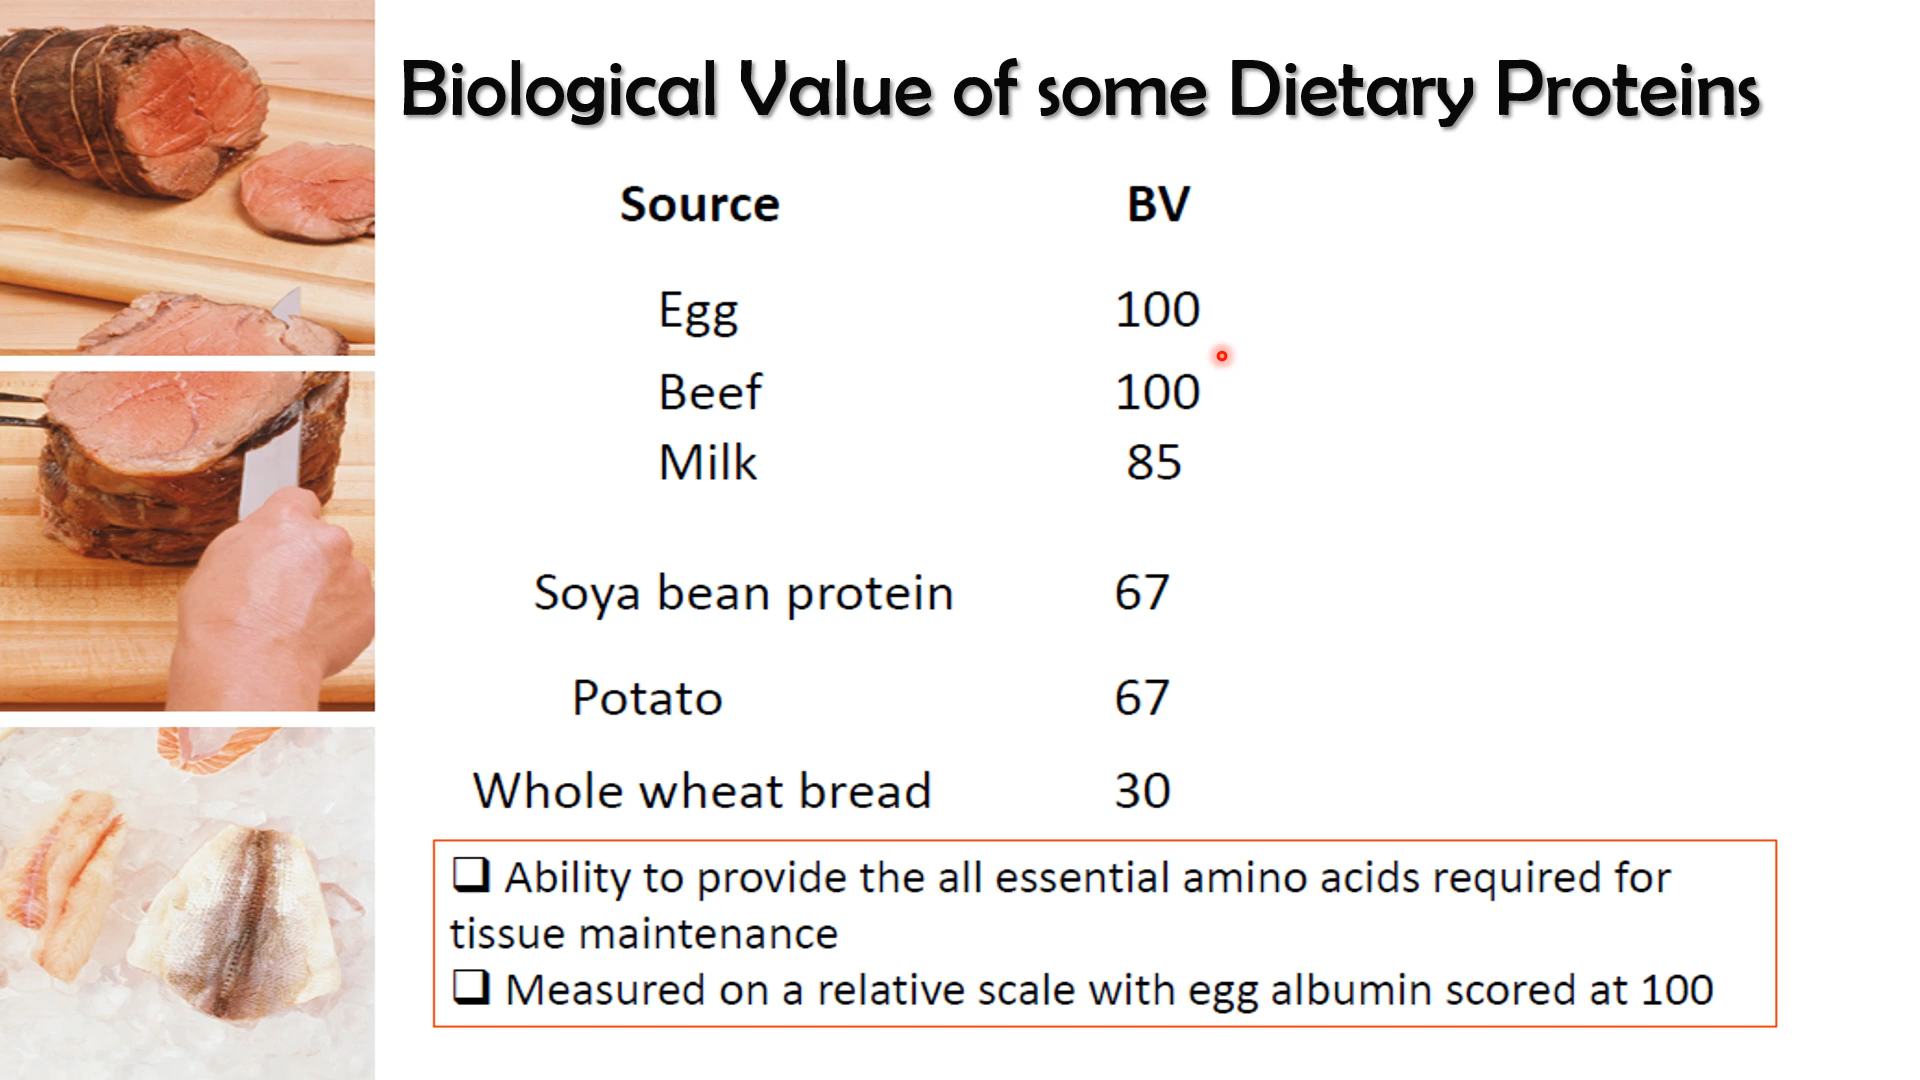 Biological Value of some Dietary Proteins
Source BV
Egg 100
Beef 100
Milk 85
Soya bean protein 67
Potato 67
Whole wheat bread 30
❑ Ability to provide the all essential amino acids required for
tissue maintenance
❑ Measured on a relative scale with egg albumin scored at 100